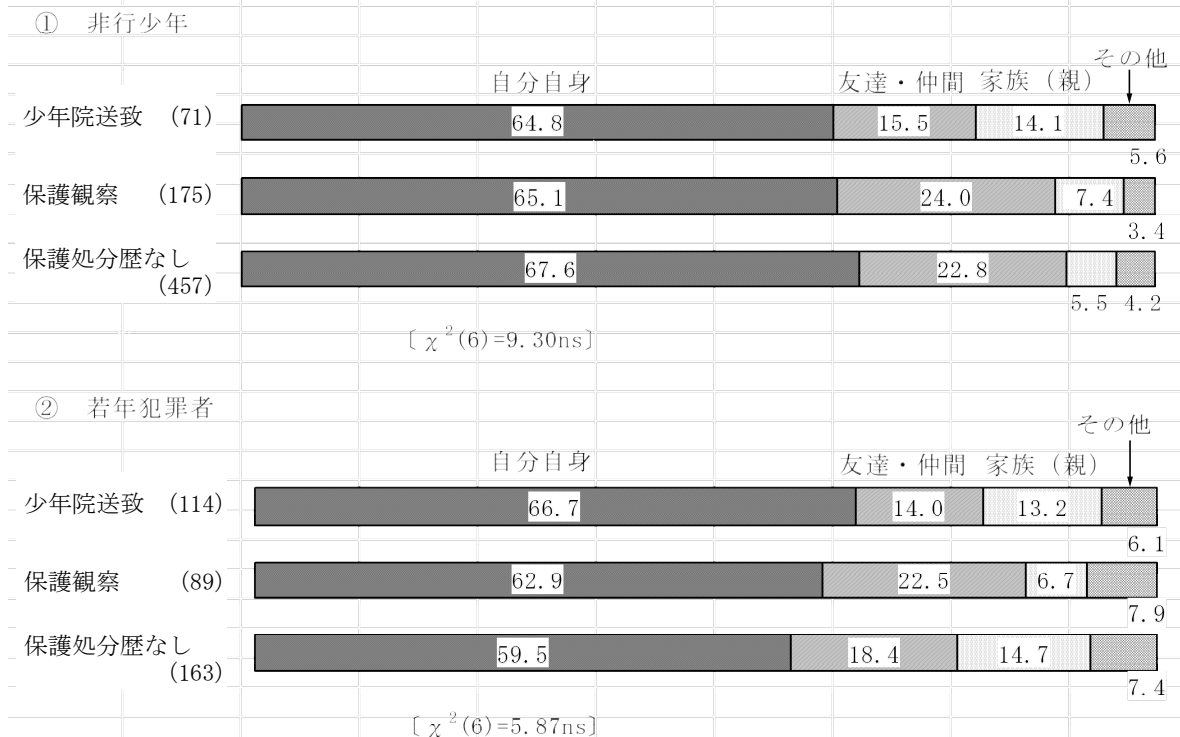 ① 非行少年
その他
自分自身 友達・仲間 家族（親）
少年院送致 (71) 64.8 15.5 14.1
5.6
保護観察 (175) 65.1 24.0 7.4
3.4
保護処分歴なし
(457) 67.6 22.8
5.5 4.2
〔χ²(6)=9.30ns〕
② 若年犯罪者
その他
自分自身 友達・仲間 家族（親）
少年院送致 (114) 66.7 14.0 13.2
6.1
保護観察 (89) 62.9 22.5 6.7
7.9
保護処分歴なし
(163) 59.5 18.4 14.7
7.4
〔χ²(6)=5.87ns〕